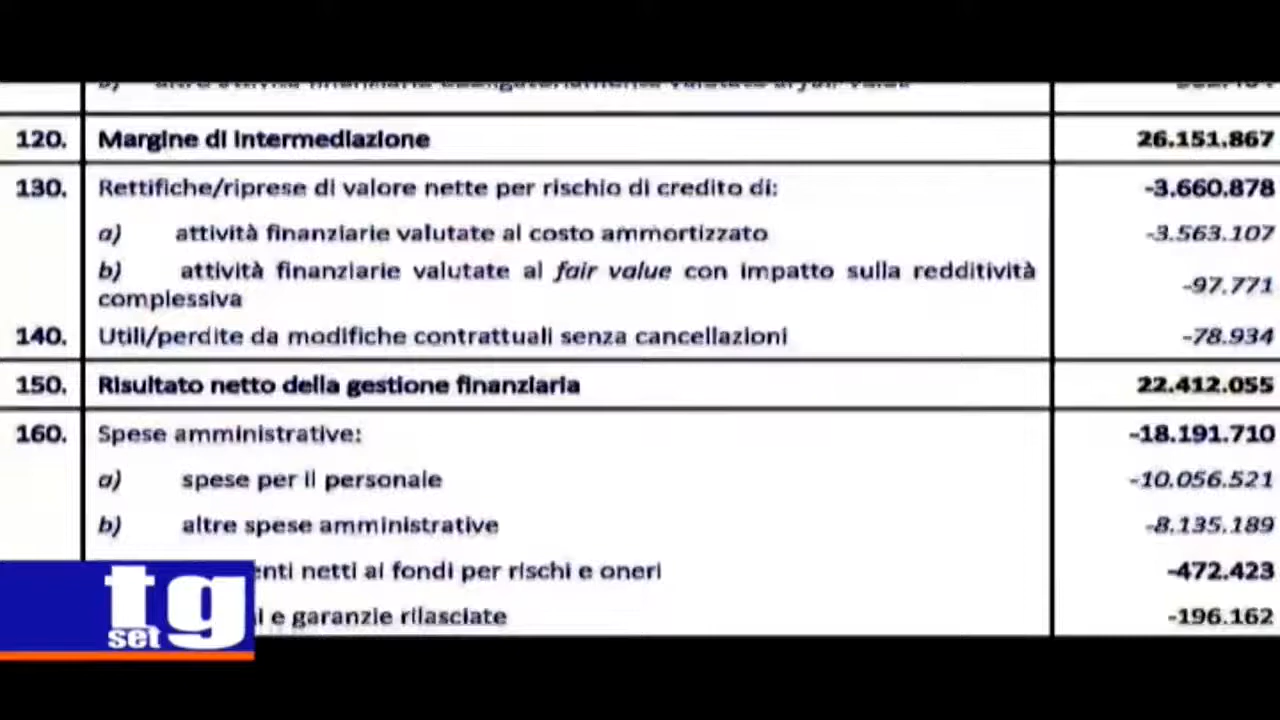 120. Margine di intermediazione 26.151.867
130. Rettifiche/riprese di valore nette per rischio di credito di: -3.660.878
a) attività finanziarie valutate al costo ammortizzato -3.563.107
b) attività finanziarie valutate al fair value con impatto sulla redditività
complessiva -97.771
140. Utili/perdite da modifiche contrattuali senza cancellazioni -78.934
150. Risultato netto della gestione finanziaria 22.412.055
160. Spese amministrative: -18.191.710
a) spese per il personale -10.056.521
b) altre spese amministrative -8.135.189
enti netti ai fondi per rischi e oneri -472.423
i e garanzie rilasciate -196.162
tg
set